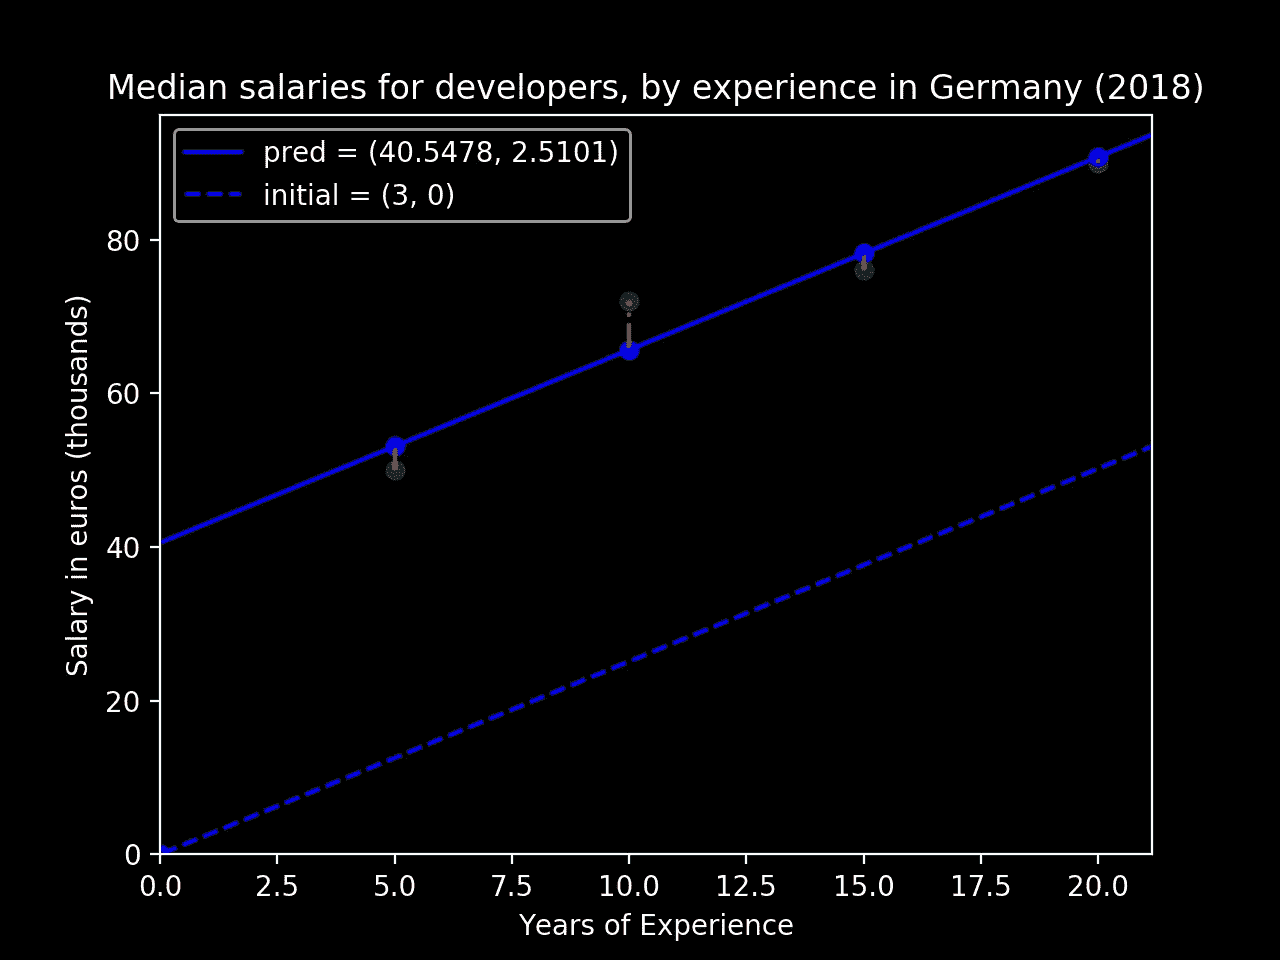 Median salaries for developers, by experience in Germany (2018)
pred = (40.5478, 2.5101)
initial = (3, 0)
80
60
40
20
0
Salary in euros (thousands)
0.0 2.5 5.0 7.5 10.0 12.5 15.0 17.5 20.0
Years of Experience